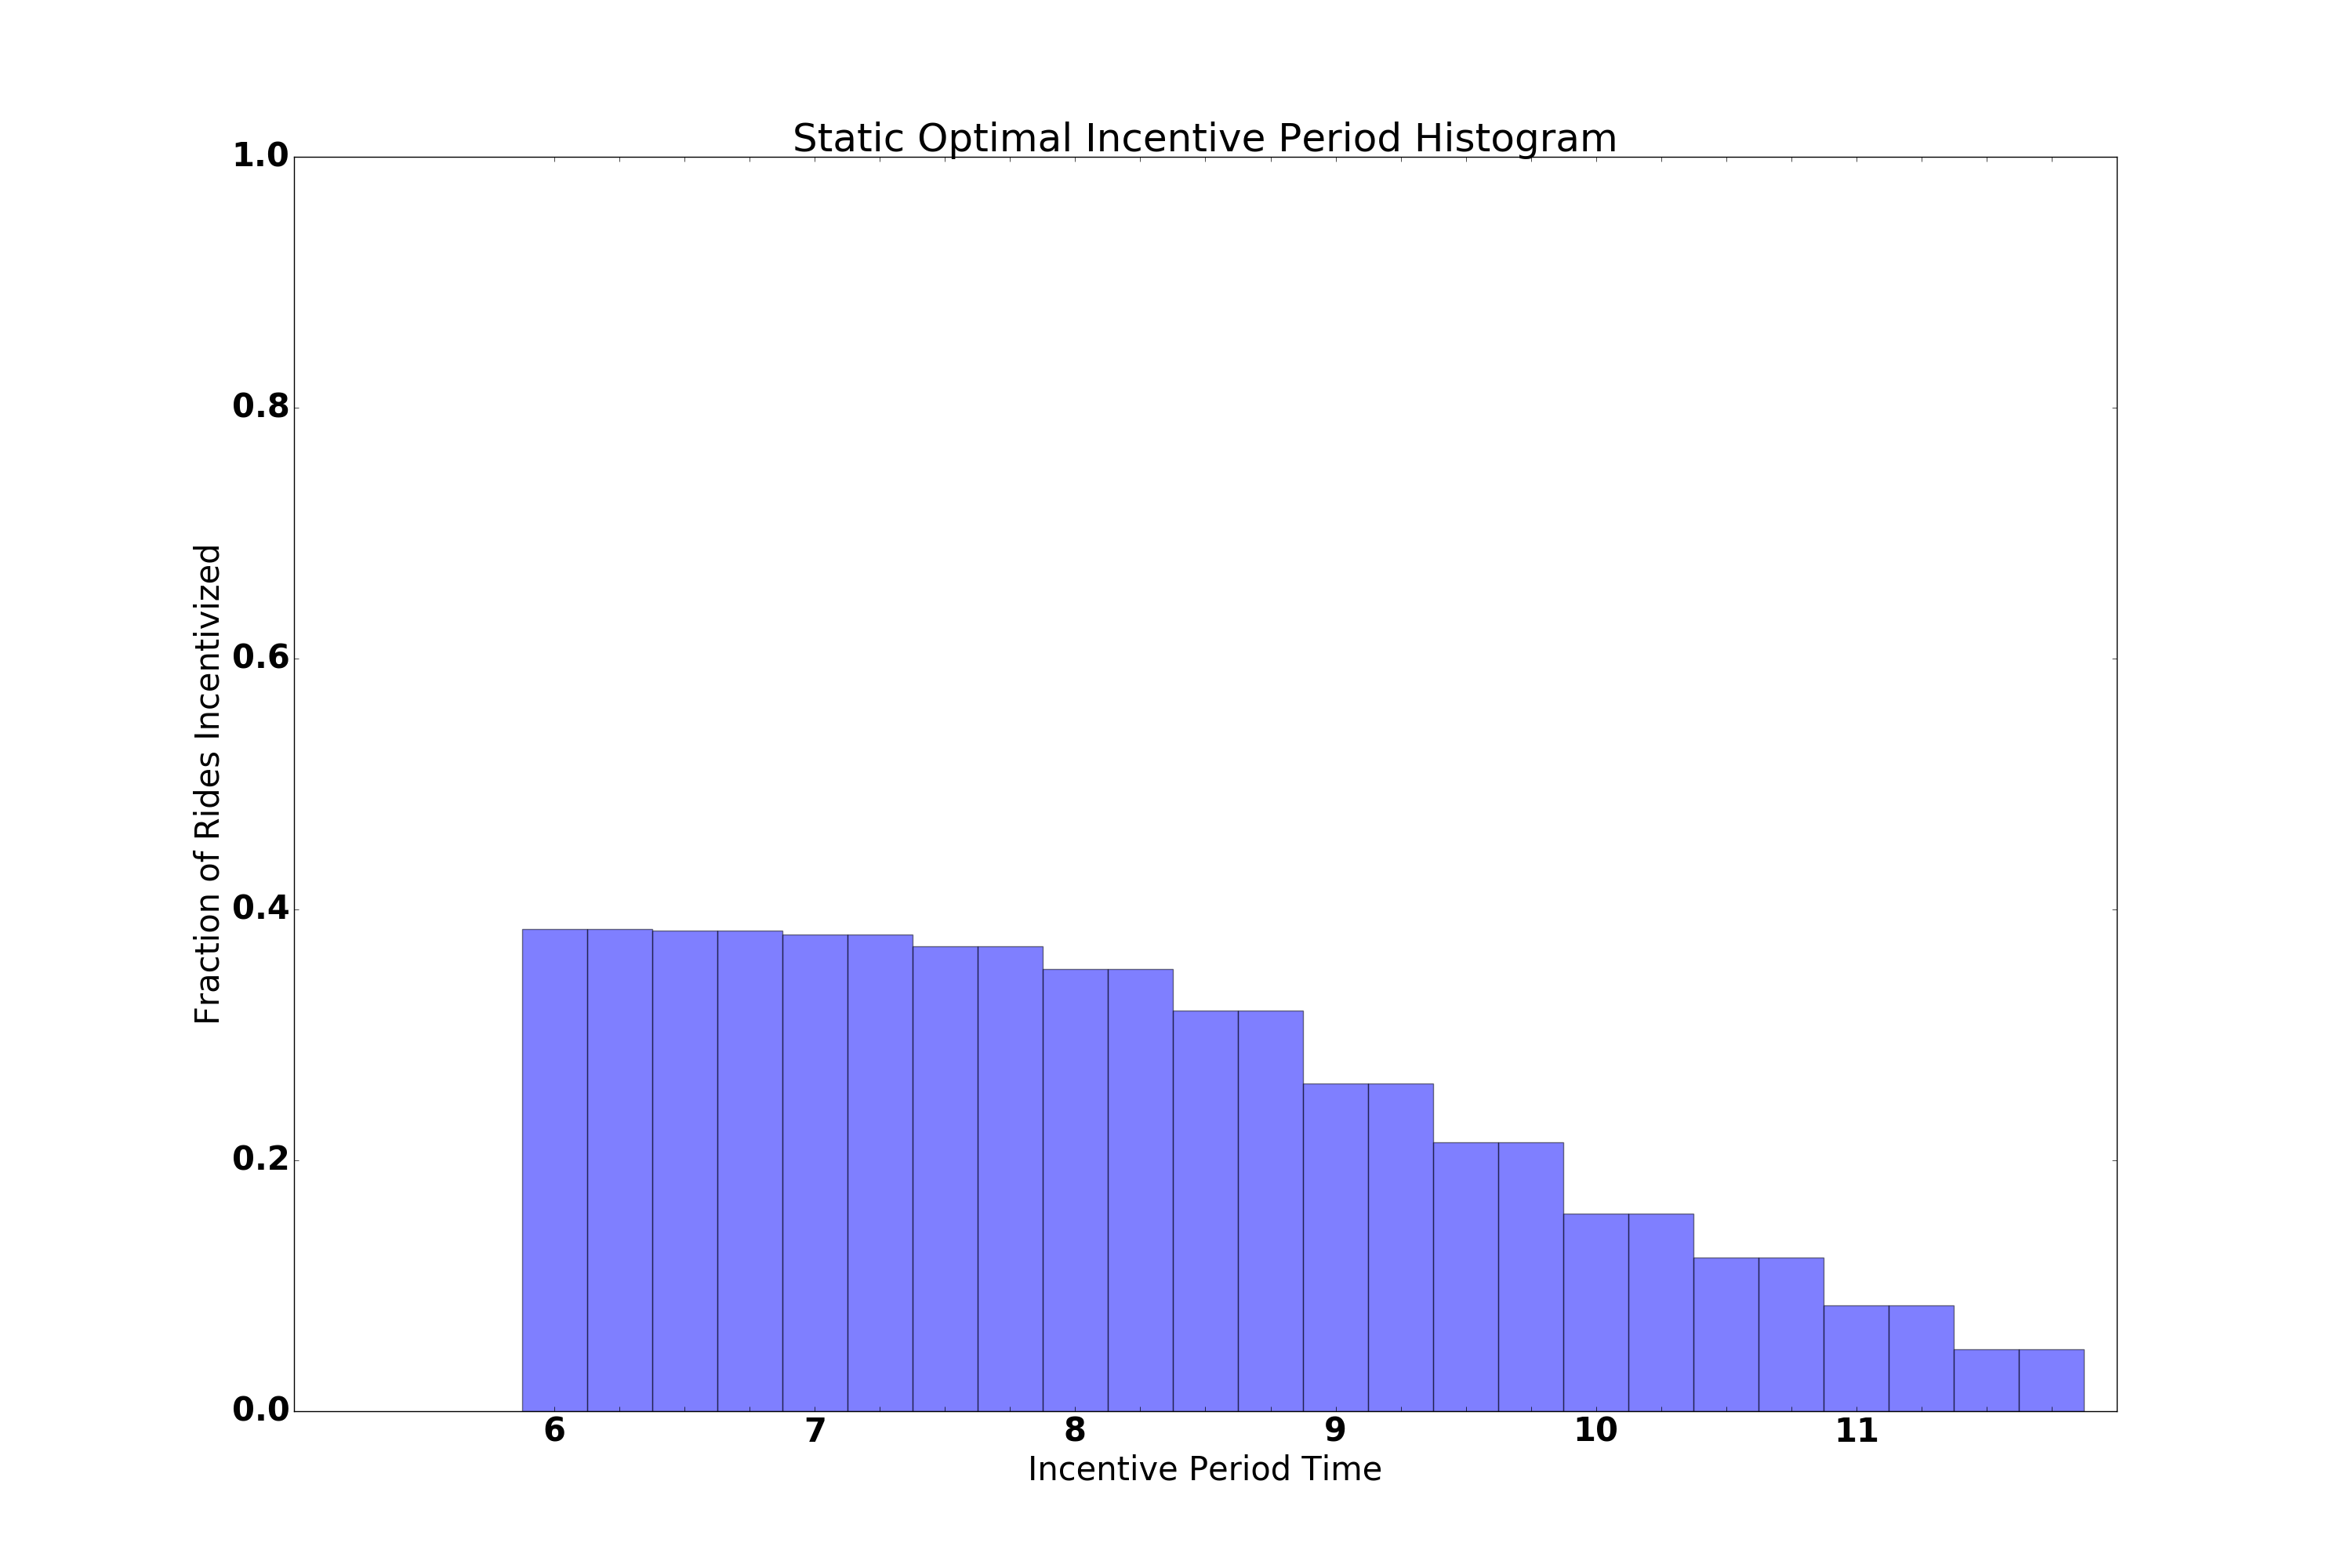 Static Optimal Incentive Period Histogram
1.0
0.8
0.6
0.4
0.2
0.0
Fraction of Rides Incentivized
6 7 8 9 10 11
Incentive Period Time